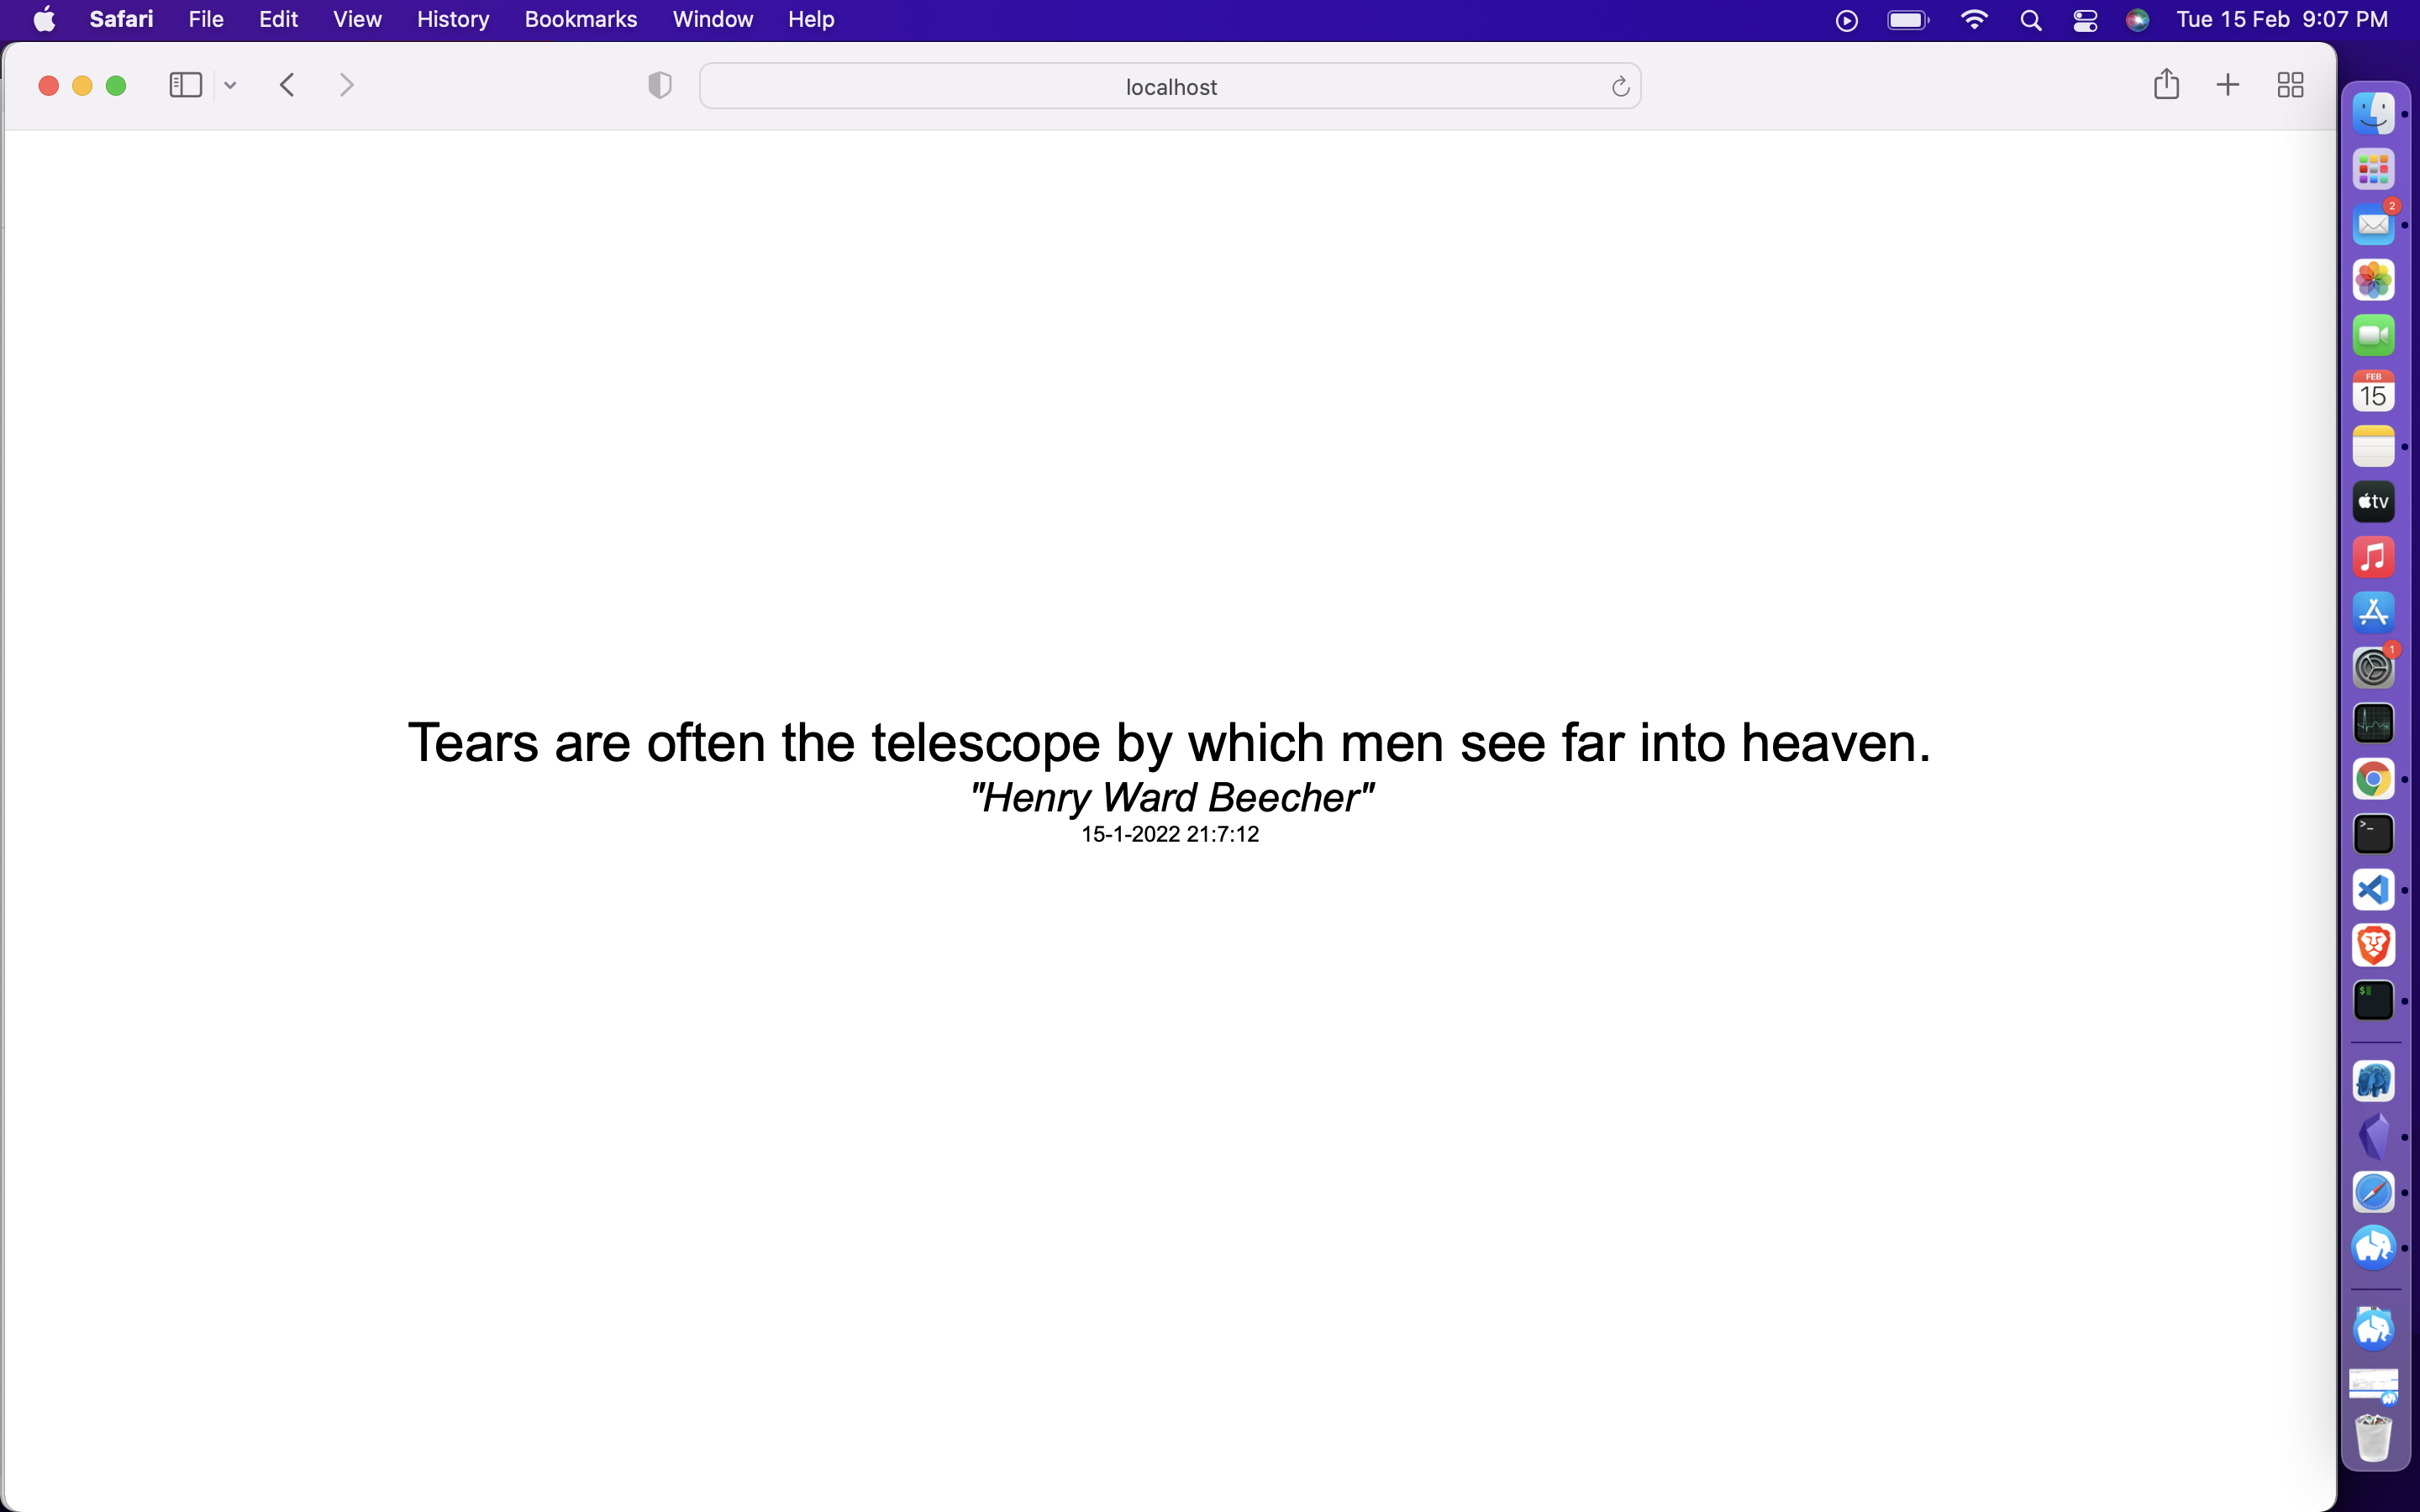 Safari File Edit View History Bookmarks Window Help Tue 15 Feb 9:07 PM
localhost
2
FEB
15
tv
1
>_
$
Tears are often the telescope by which men see far into heaven.
"Henry Ward Beecher"
15-1-2022 21:7:12